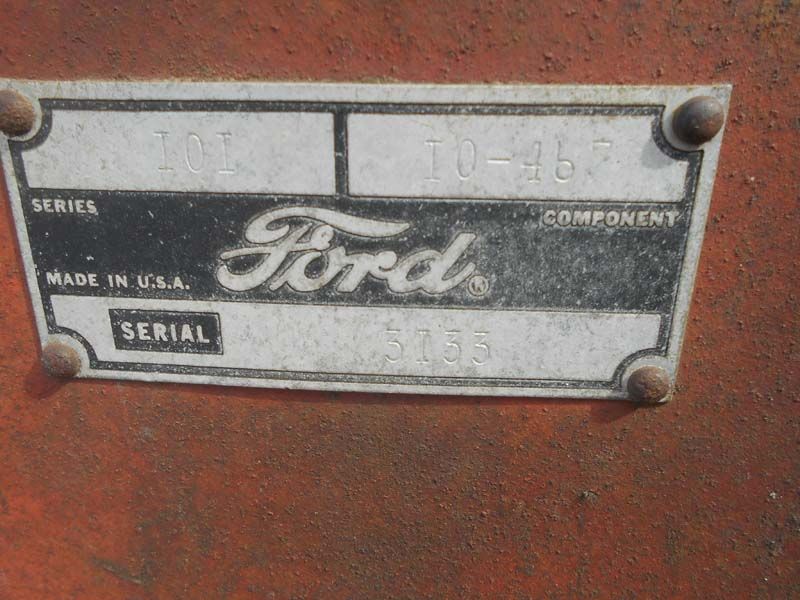 101 10-467
SERIES COMPONENT
Ford ®
MADE IN U.S.A.
SERIAL 3133